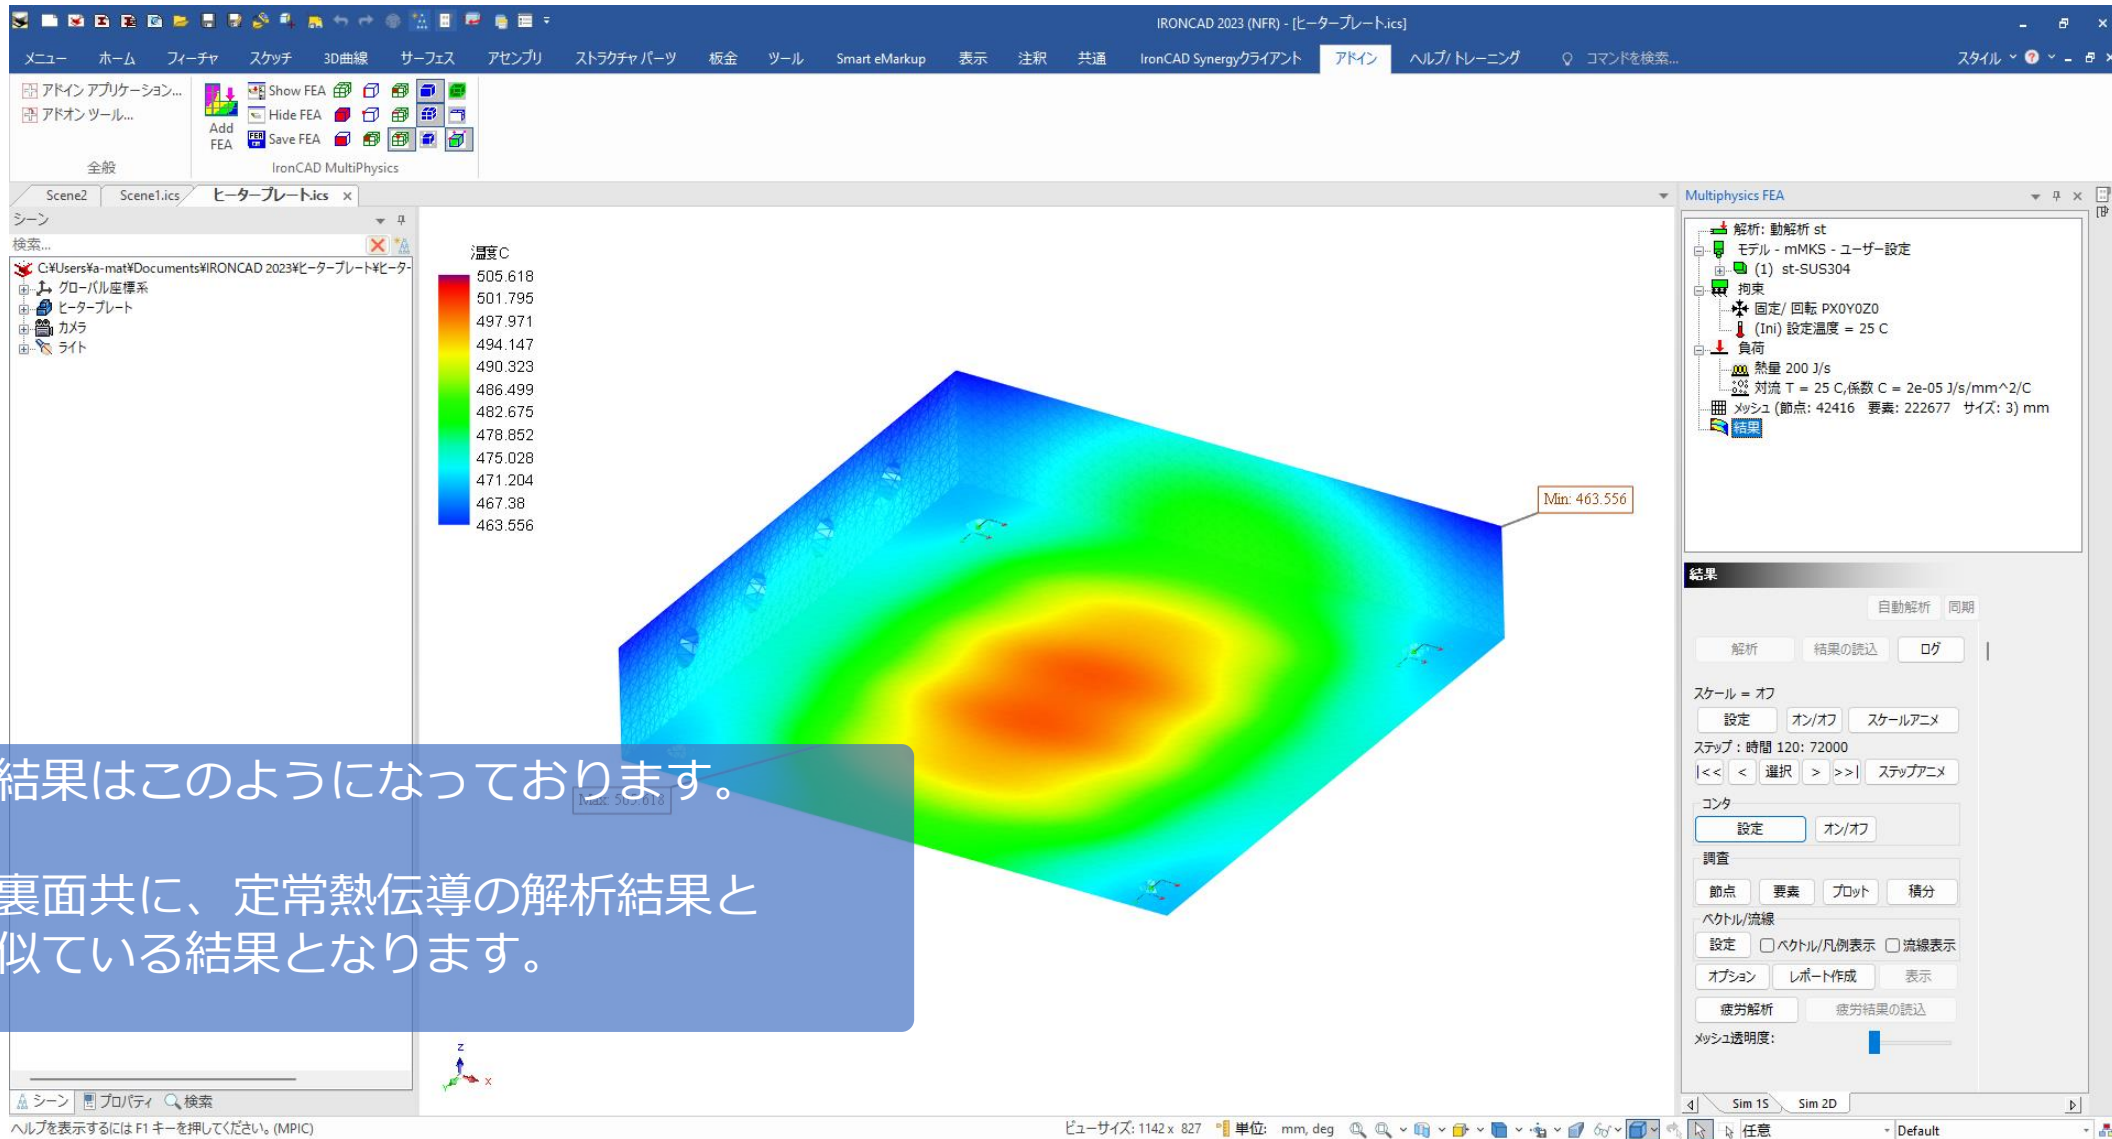 IRONCAD 2023 (NFR) - [ヒータープレート.ics]
メニュー ホーム フィーチャ スケッチ 3D曲線 サーフェス アセンブリ ストラクチャ パーツ 板金 ツール Smart eMarkup 表示 注釈 共通 IronCAD Synergyクライアント アドイン ヘルプ/トレーニング コマンドを検索... スタイル
アドイン アプリケーション...
アドオン ツール...
全般
Add FEA
Show FEA
Hide FEA
Save FEA
IronCAD MultiPhysics
Scene2 Scene1.ics ヒータープレート.ics x
シーン
検索...
C:¥Users¥a-mat¥Documents¥IRONCAD 2023¥ヒータープレート¥ヒーター
グローバル座標系
ヒータープレート
カメラ
ライト
温度 C
505.618
501.795
497.971
494.147
490.323
486.499
482.675
478.852
475.028
471.204
467.38
463.556
Min: 463.556
Max: 505.618
結果はこのようになっております。
裏面共に、定常熱伝導の解析結果と
似ている結果となります。
z
x
y
シーン プロパティ 検索
ヘルプを表示するには F1 キーを押してください。(MPIC)
Multiphysics FEA
解析: 動解析 st
モデル - mMKS - ユーザー設定
(1) st-SUS304
拘束
固定/ 回転 PX0Y0Z0
(Ini) 設定温度 = 25 C
負荷
熱量 200 J/s
対流 T = 25 C,係数 C = 2e-05 J/s/mm^2/C
メッシュ (節点: 42416 要素: 222677 サイズ: 3) mm
結果
結果
自動解析 同期
解析 結果の読込 ログ
スケール = オフ
設定 オン/オフ スケールアニメ
ステップ : 時間 120: 72000
|<< < 選択 > >>| ステップアニメ
コンタ
設定 オン/オフ
調査
節点 要素 プロット 積分
ベクトル/流線
設定 ベクトル/凡例表示 流線表示
オプション レポート作成 表示
疲労解析 疲労結果の読込
メッシュ透明度:
Sim 1S Sim 2D
ビューサイズ: 1142 x 827 単位: mm, deg 任意 Default